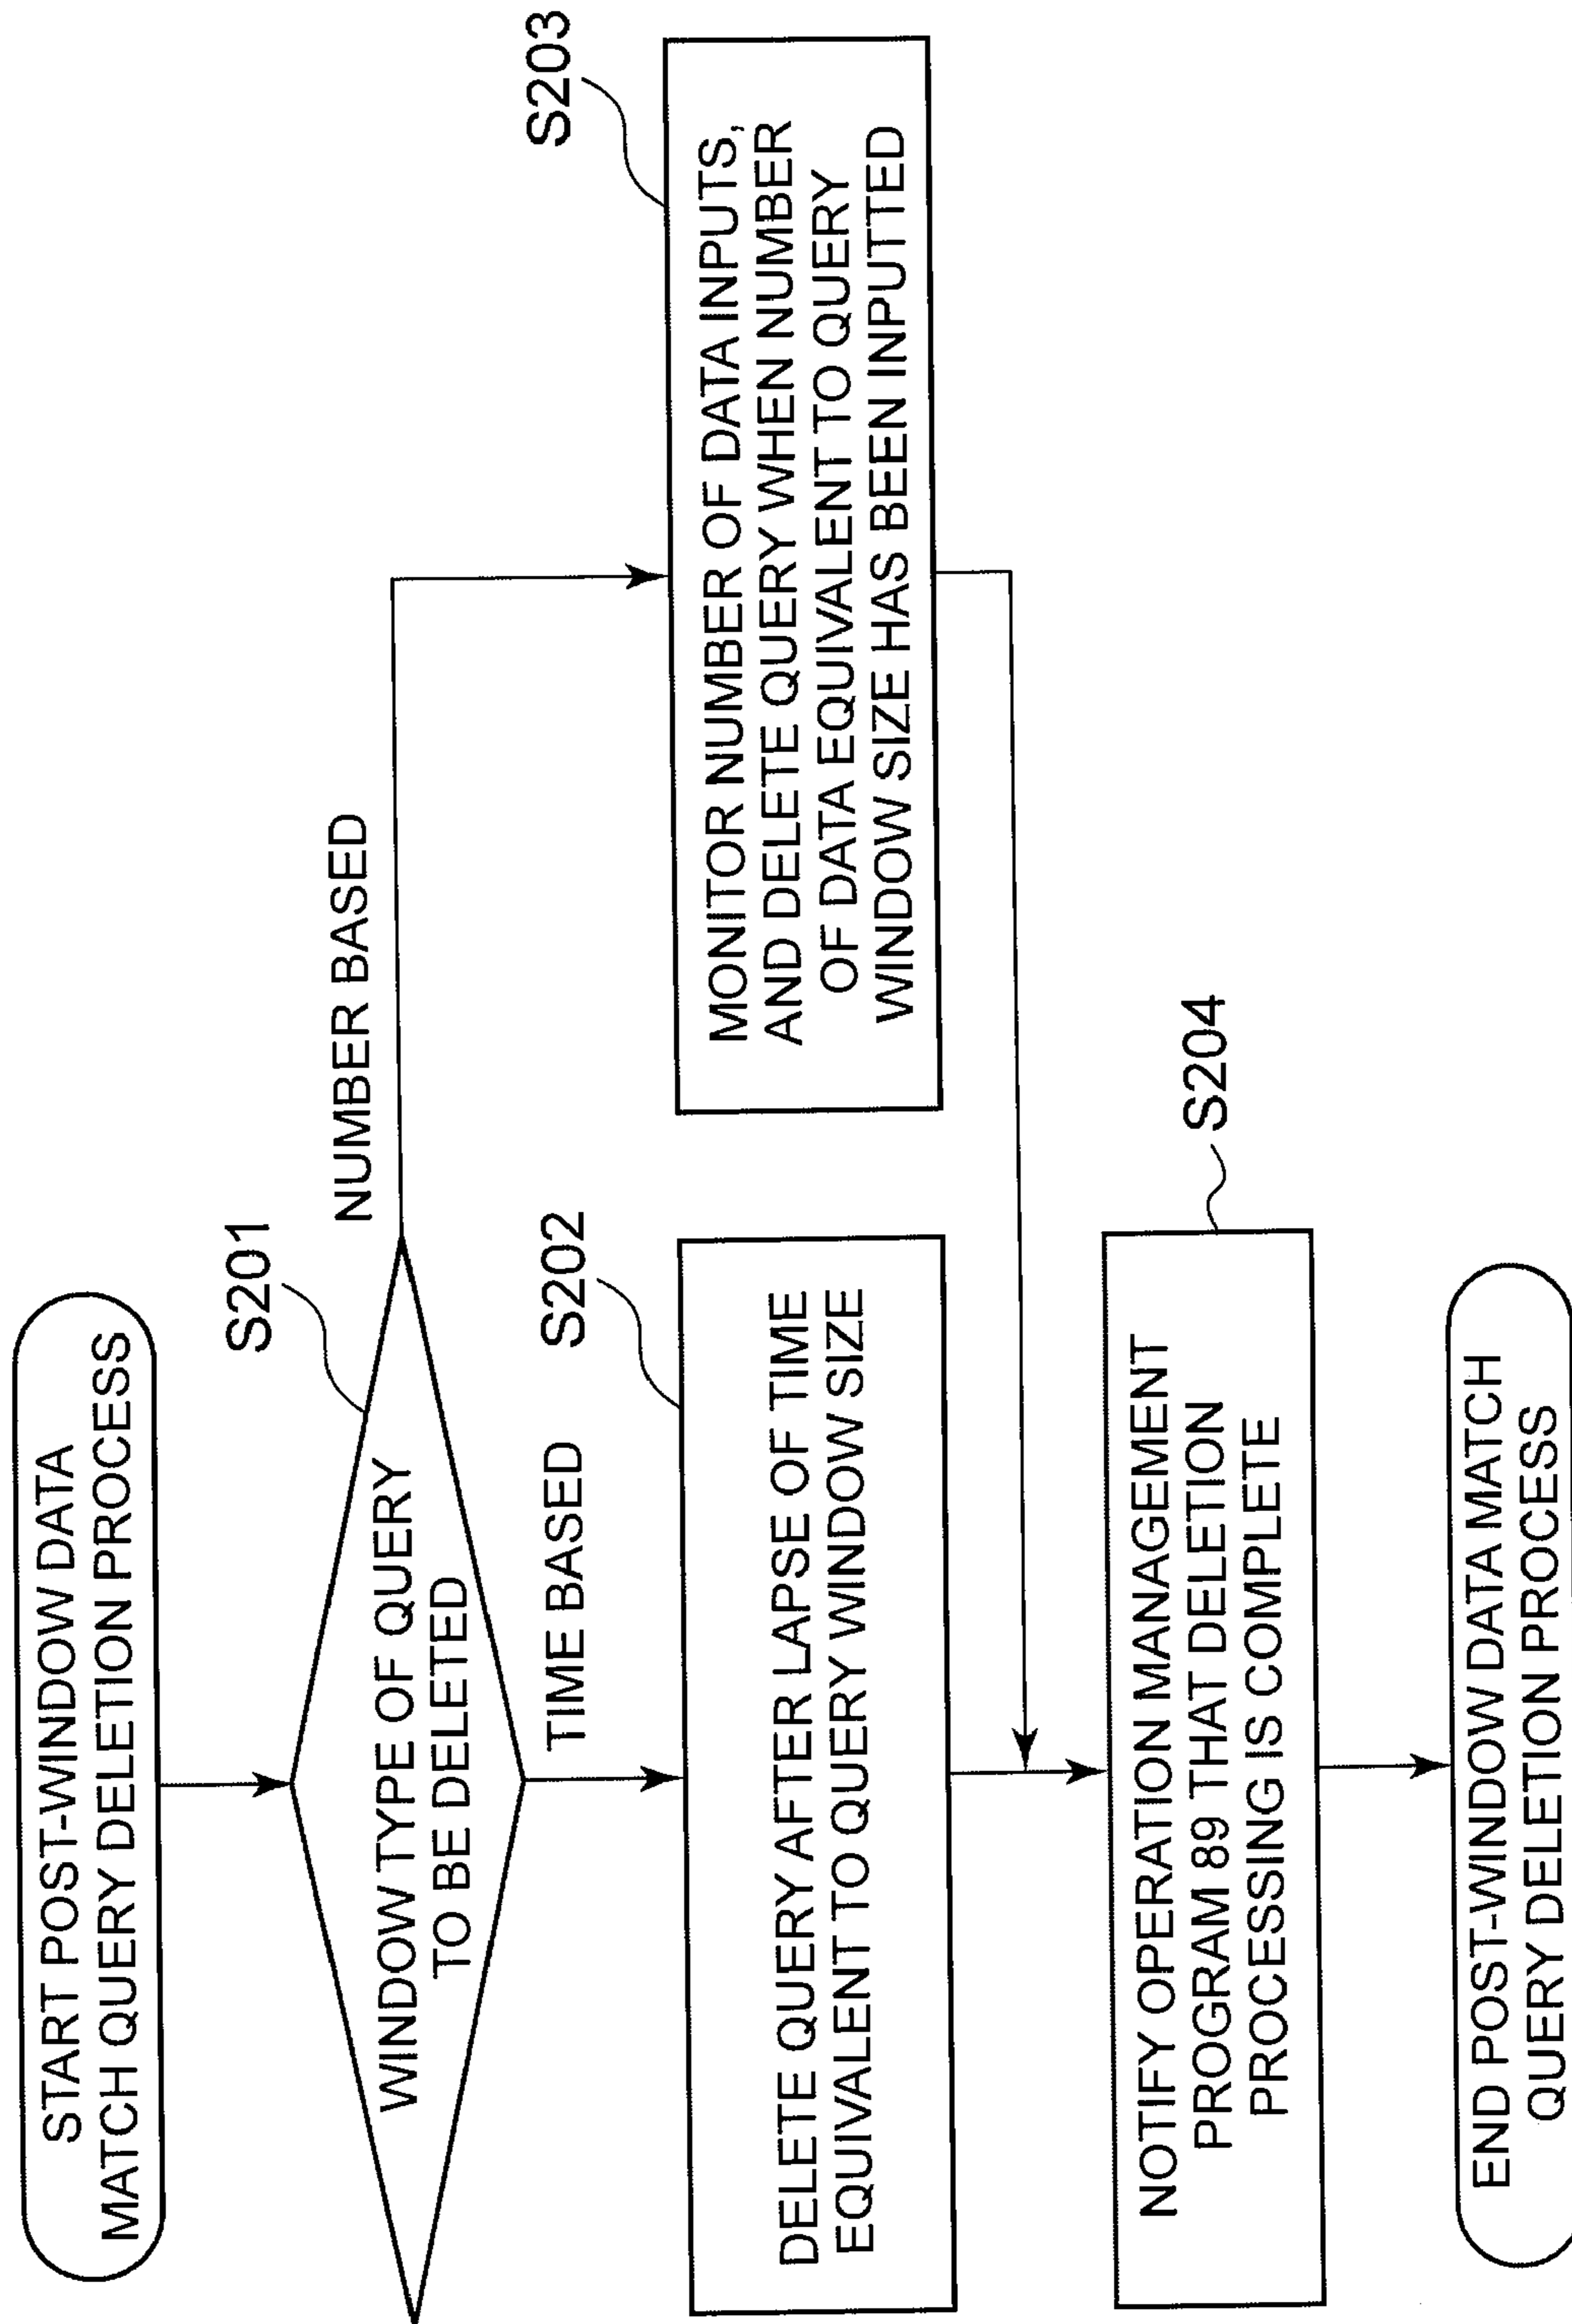 START POST-WINDOW DATA
MATCH QUERY DELETION PROCESS
S201
WINDOW TYPE OF QUERY
TO BE DELETED
NUMBER BASED
TIME BASED
S202
DELETE QUERY AFTER LAPSE OF TIME
EQUIVALENT TO QUERY WINDOW SIZE
S203
MONITOR NUMBER OF DATA INPUTS,
AND DELETE QUERY WHEN NUMBER
OF DATA EQUIVALENT TO QUERY
WINDOW SIZE HAS BEEN INPUTTED
S204
NOTIFY OPERATION MANAGEMENT
PROGRAM 89 THAT DELETION
PROCESSING IS COMPLETE
END POST-WINDOW DATA MATCH
QUERY DELETION PROCESS